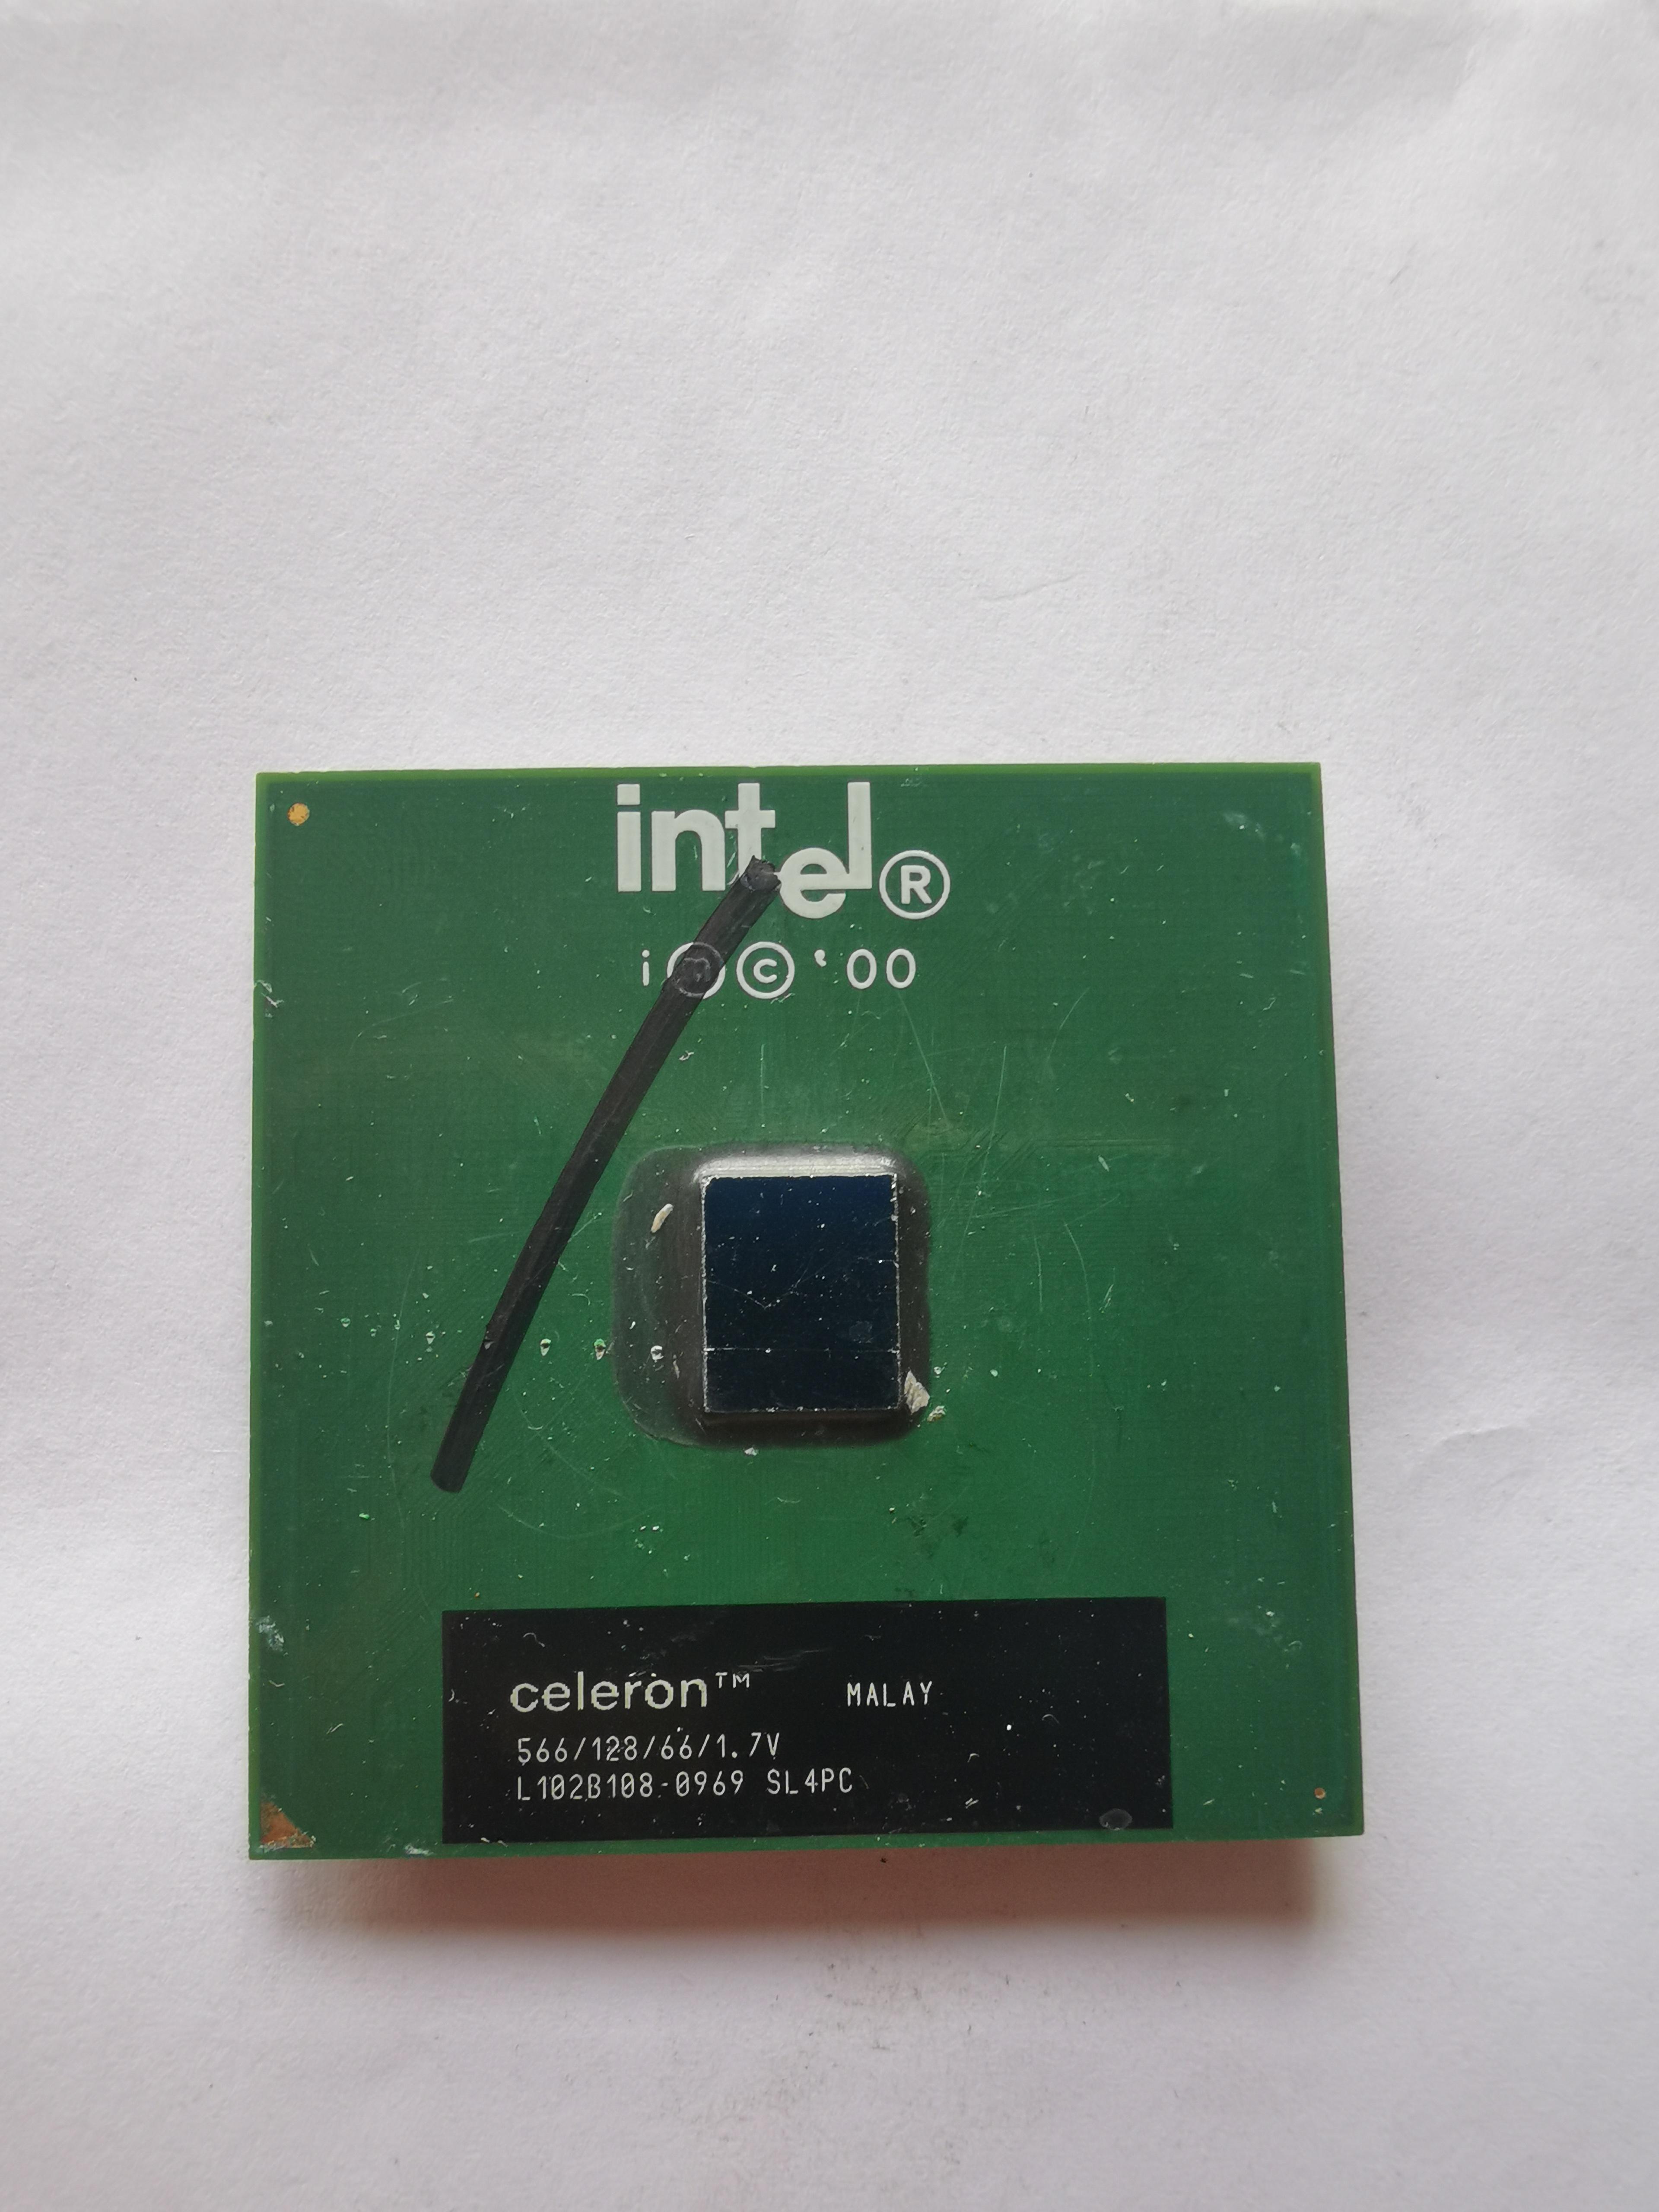 intel®
i Ⓜ © '00
celeron™ MALAY
566/128/66/1.7V
L102B108-0969 SL4PC